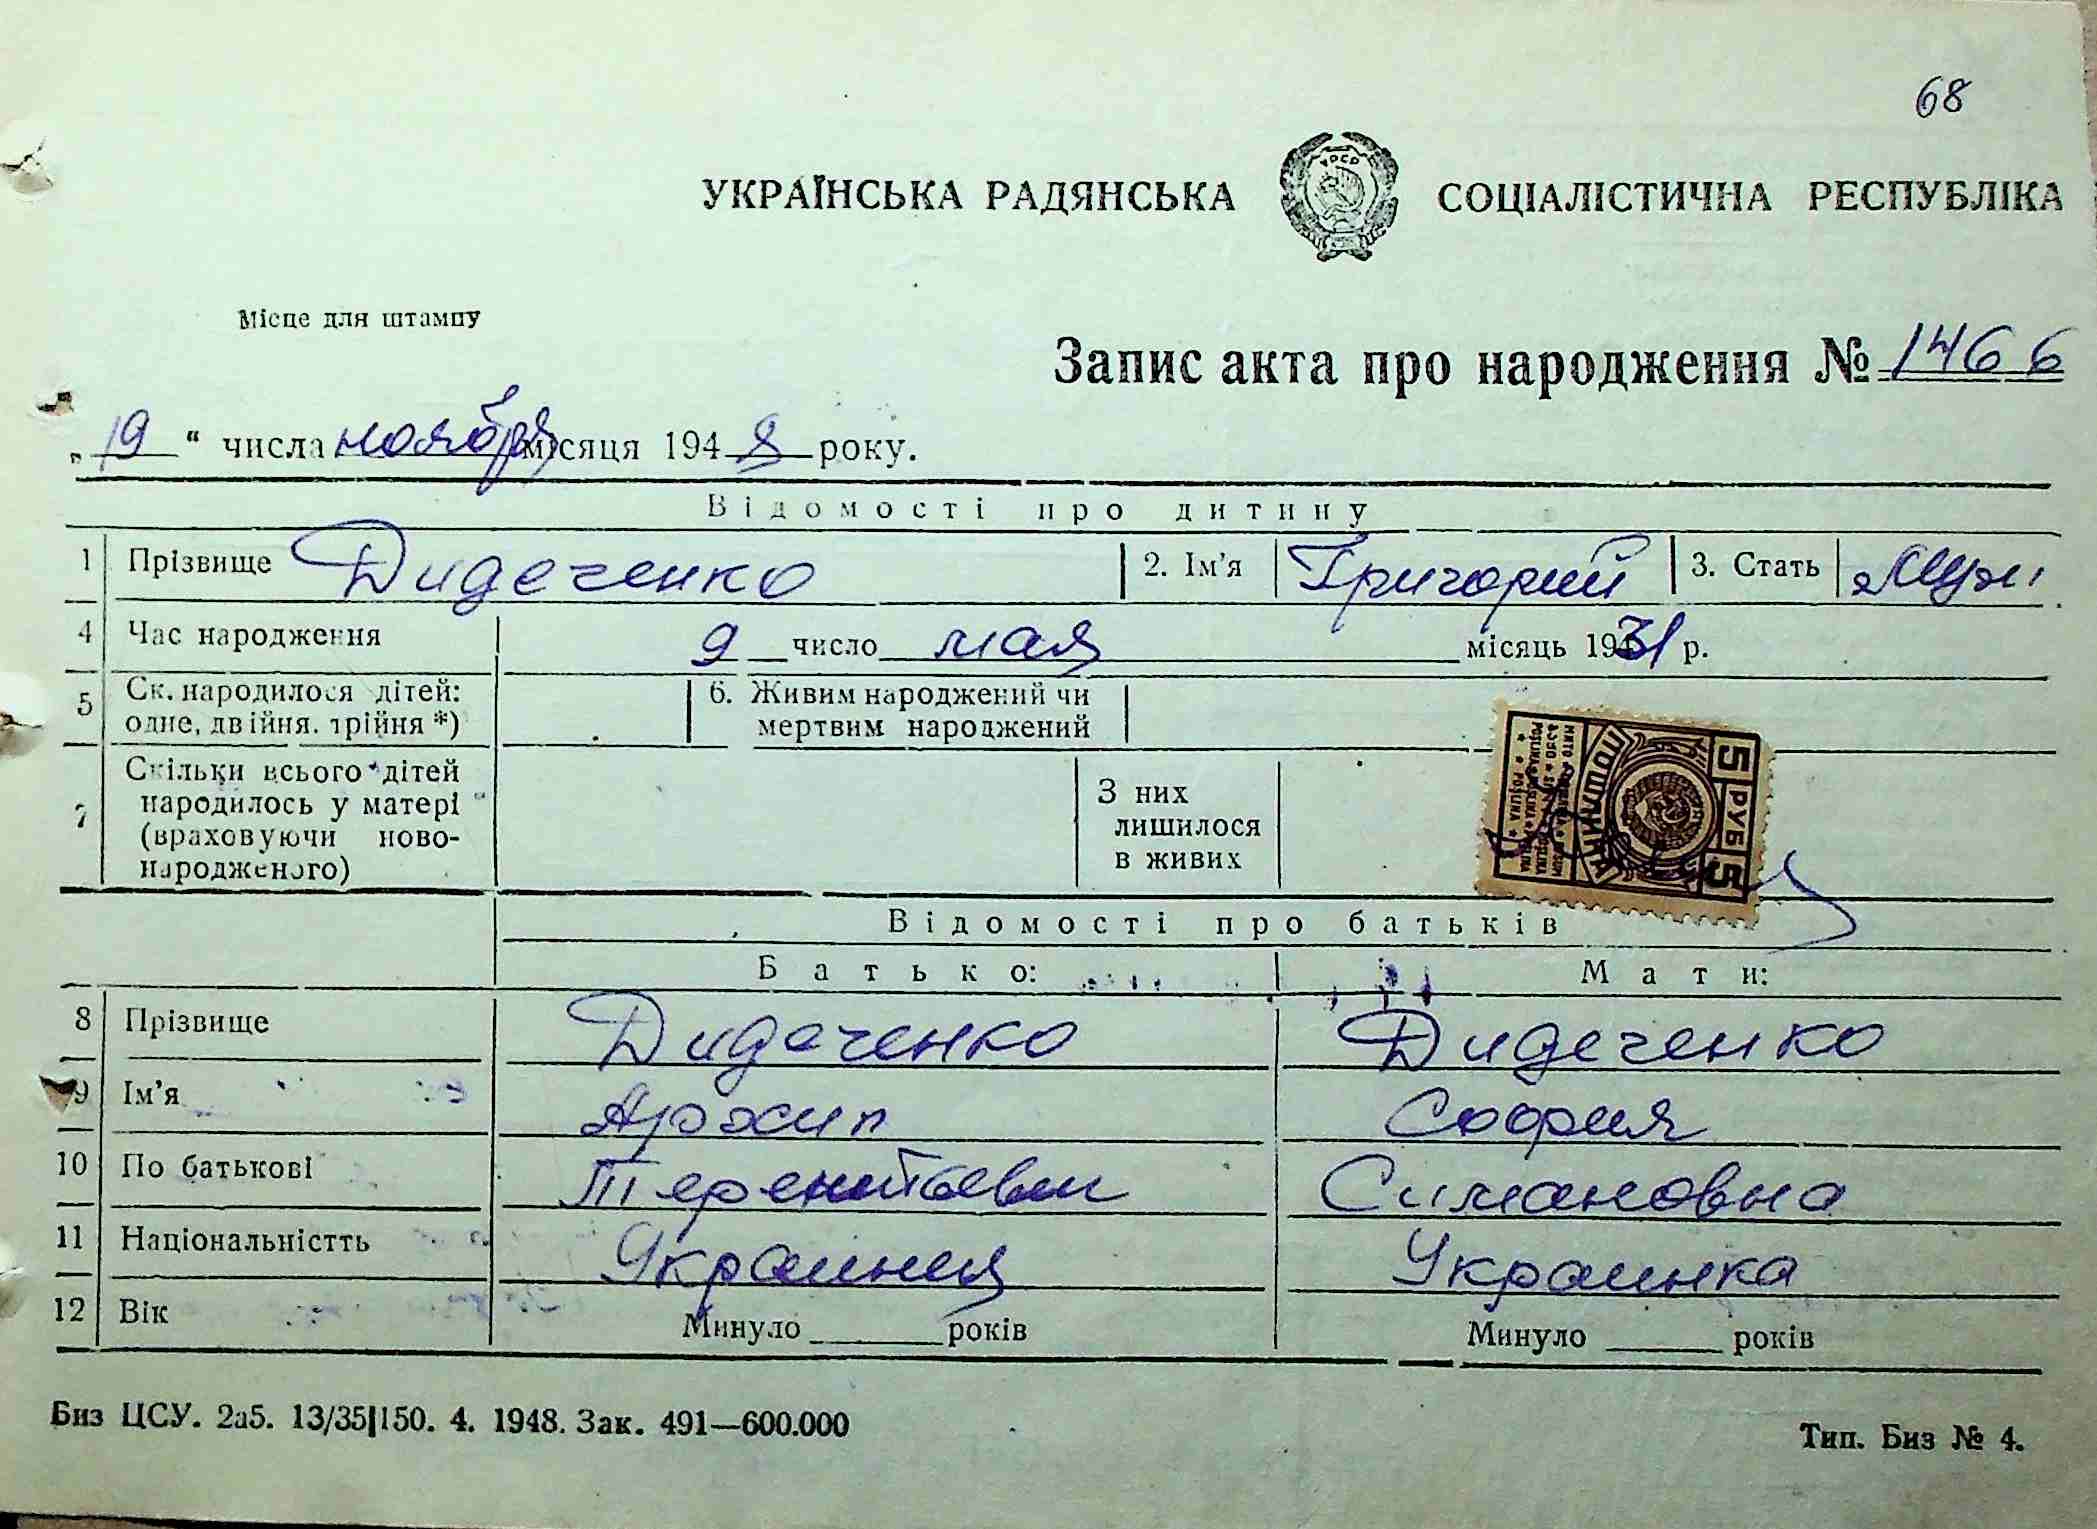 68
УКРАЇНСЬКА РАДЯНСЬКА СОЦІАЛІСТИЧНА РЕСПУБЛІКА
УРСР
Місце для штампу
Запис акта про народження № 1466
„19“ числа ноября місяця 1948 року.
Відомості про дитину
1 Прізвище Дидеченко 2. Ім'я Григорий 3. Стать муж
4 Час народження 9 число мая місяць 1931 р.
5 Ск. народилося дітей: одне, двійня, трійня *) 6. Живим народжений чи мертвим народжений
7 Скільки всього дітей народилось у матері (враховуючи новонародженого) З них лишилося в живих
5 РУБ 5
Відомості про батьків
Батько: Мати:
8 Прізвище Дидеченко Дидеченко
9 Ім'я Архип София
10 По батькові Терентьевич Симановна
11 Національністть Украинец Украинка
12 Вік Минуло ____ років Минуло ____ років
Биз ЦСУ. 2а5. 13/35|150. 4. 1948. Зак. 491—600.000
Тип. Биз № 4.